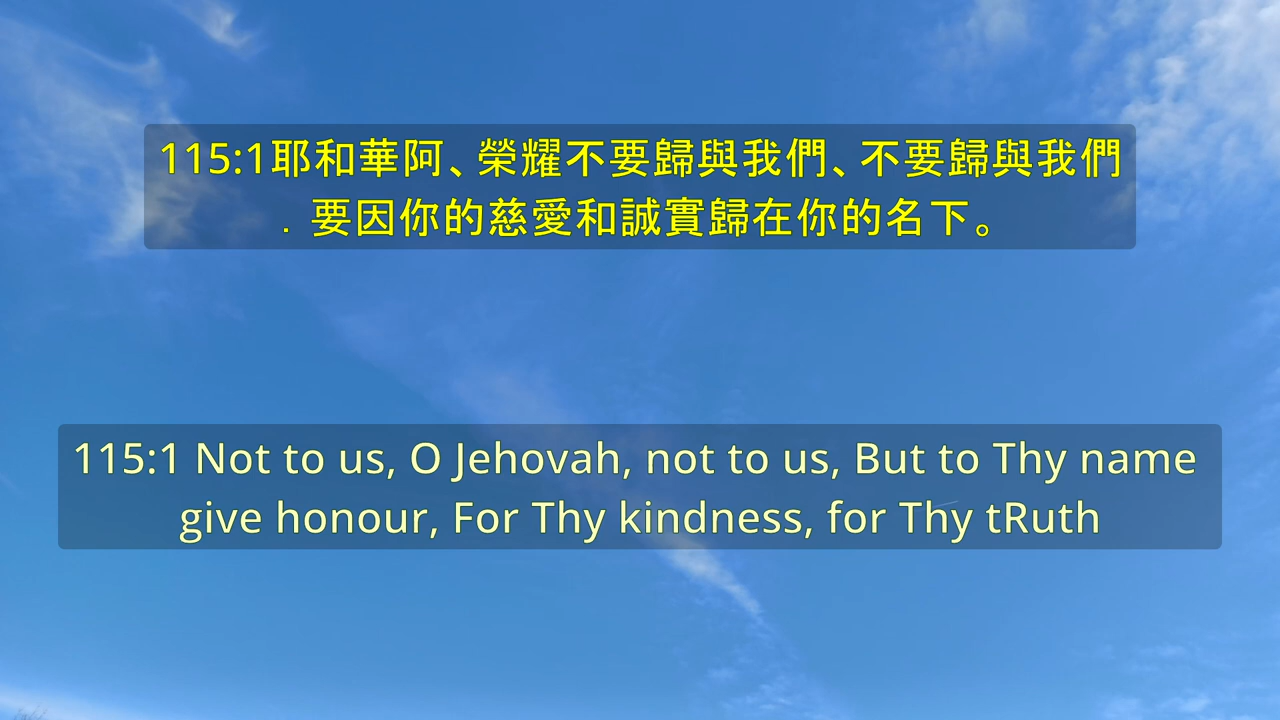 115:1耶和華阿、榮耀不要歸與我們、不要歸與我們
．要因你的慈愛和誠實歸在你的名下。
115:1 Not to us, O Jehovah, not to us, But to Thy name
give honour, For Thy kindness, for Thy tRuth